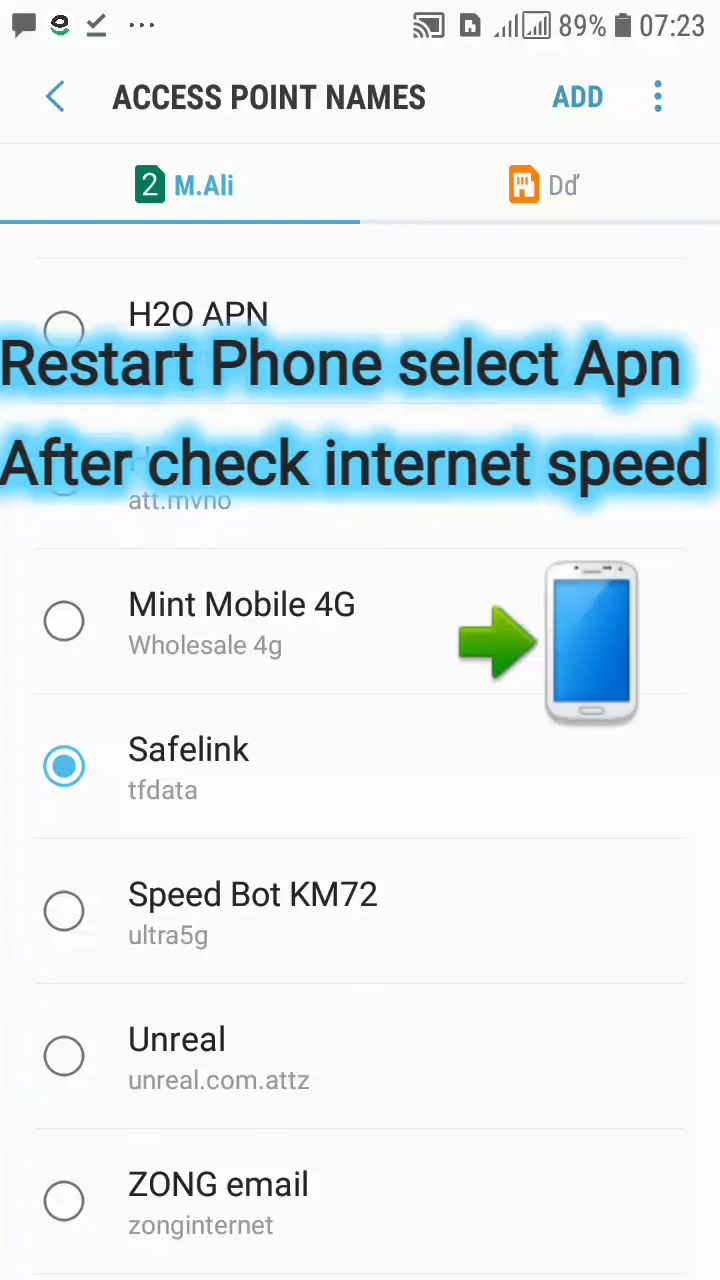 89% 07:23
ACCESS POINT NAMES ADD
2 M.Ali Dď
H2O APN
Restart Phone select Apn
After check internet speed
att.mvno
Mint Mobile 4G
Wholesale 4g
Safelink
tfdata
Speed Bot KM72
ultra5g
Unreal
unreal.com.attz
ZONG email
zonginternet